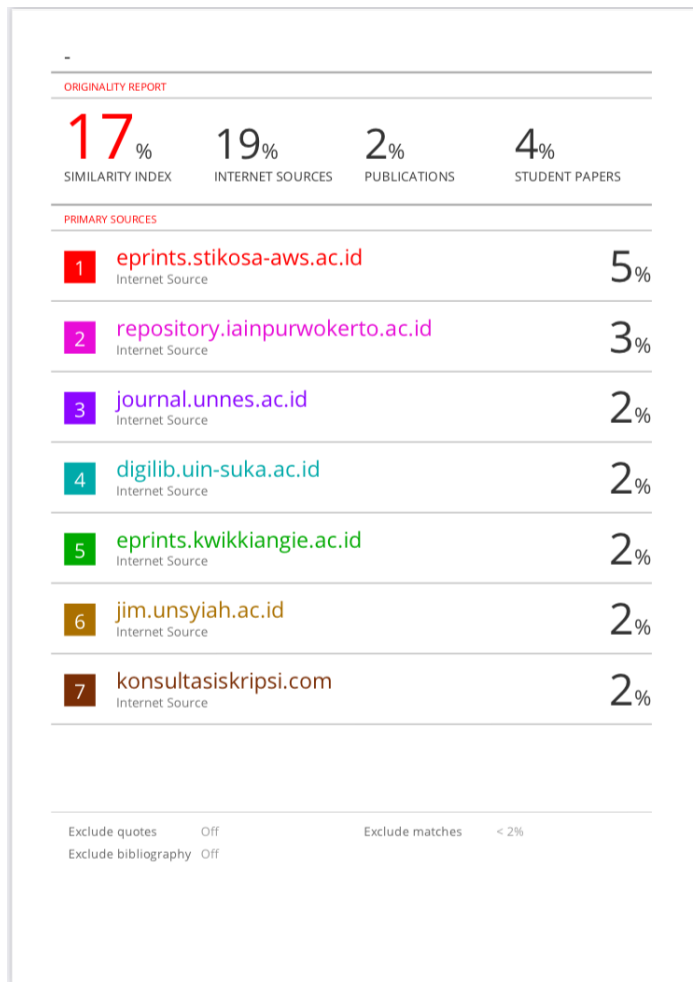 -
ORIGINALITY REPORT
17% 19% 2% 4%
SIMILARITY INDEX INTERNET SOURCES PUBLICATIONS STUDENT PAPERS
PRIMARY SOURCES
1 eprints.stikosa-aws.ac.id 5%
Internet Source
2 repository.iainpurwokerto.ac.id 3%
Internet Source
3 journal.unnes.ac.id 2%
Internet Source
4 digilib.uin-suka.ac.id 2%
Internet Source
5 eprints.kwikkiangie.ac.id 2%
Internet Source
6 jim.unsyiah.ac.id 2%
Internet Source
7 konsultasiskripsi.com 2%
Internet Source
Exclude quotes Off Exclude matches < 2%
Exclude bibliography Off